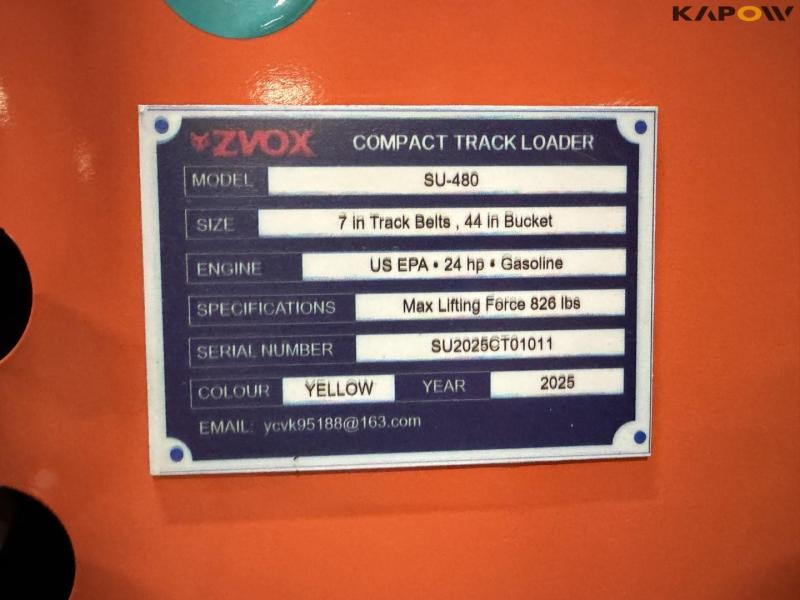 KAPOW
ZVOX COMPACT TRACK LOADER
MODEL SU-480
SIZE 7 in Track Belts , 44 in Bucket
ENGINE US EPA • 24 hp • Gasoline
SPECIFICATIONS Max Lifting Force 826 lbs
SERIAL NUMBER SU2025CT01011
COLOUR YELLOW YEAR 2025
EMAIL: ycvk95188@163.com